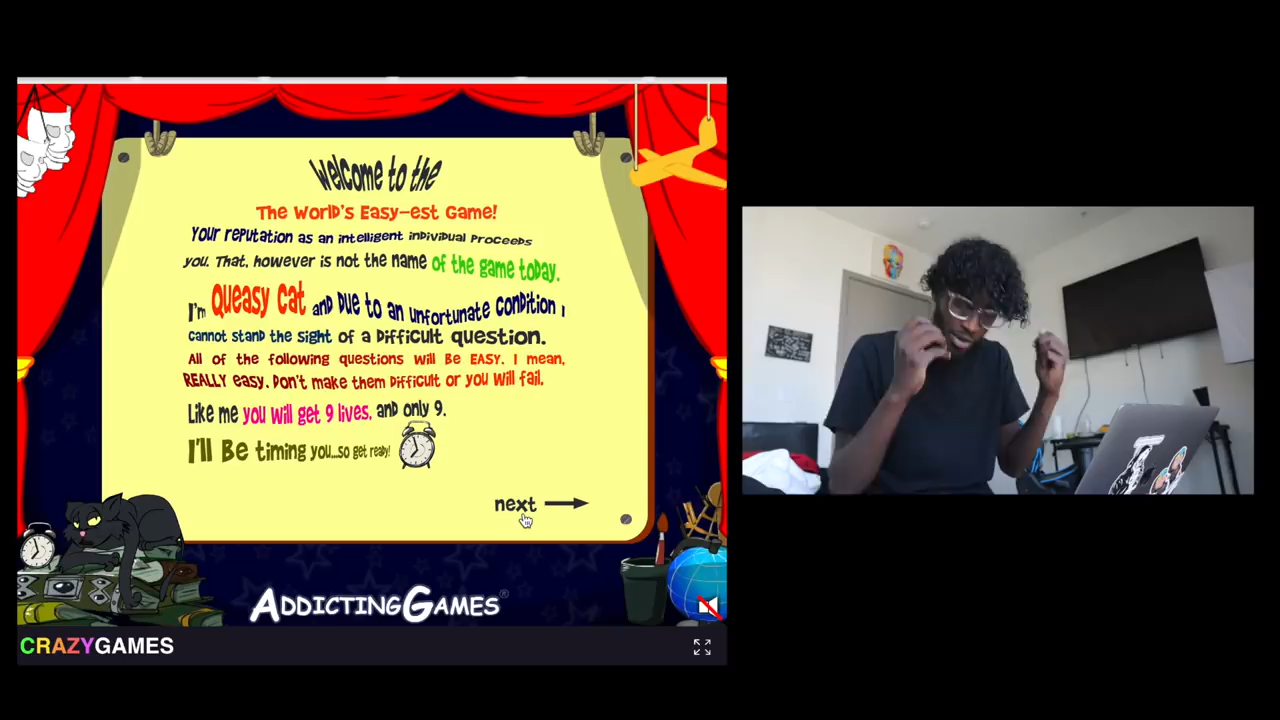 Welcome to the
The World's Easy-est Game!
Your reputation as an intelligent individual proceeds
you. That, however is not the name of the game today.
I'm Queasy Cat and due to an unfortunate condition I
cannot stand the sight of a difficult question.
All of the following questions will be EASY. I mean,
REALLY easy. Don't make them difficult or you will fail.
Like me you will get 9 lives, and only 9.
I'll Be timing you...so get ready!
next
ADDICTINGGAMES®
CRAZYGAMES